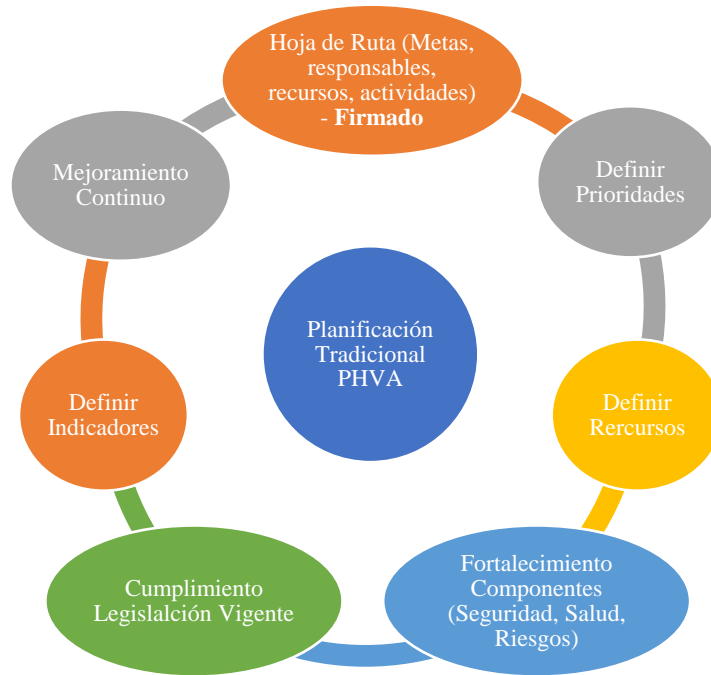 Hoja de Ruta (Metas,
responsables,
recursos, actividades)
- Firmado
Definir
Prioridades
Definir
Rercursos
Fortalecimiento
Componentes
(Seguridad, Salud,
Riesgos)
Cumplimiento
Legislalción Vigente
Definir
Indicadores
Mejoramiento
Continuo
Planificación
Tradicional
PHVA